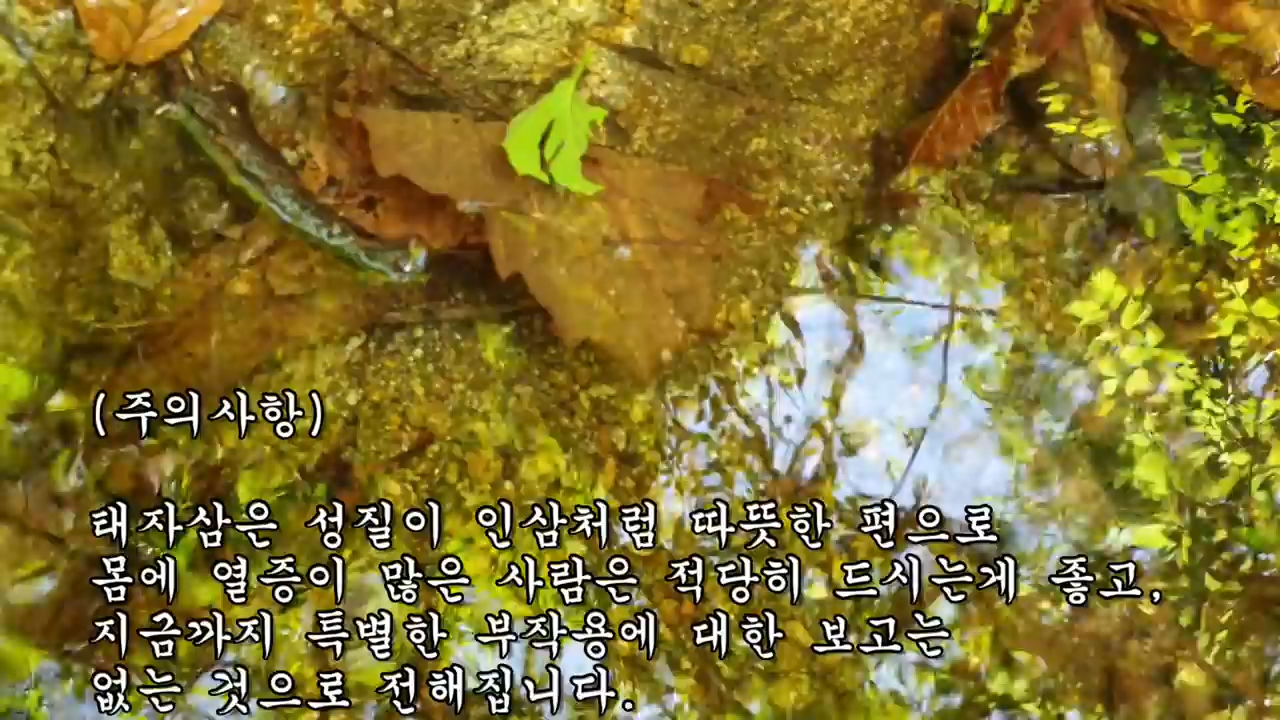 (주의사항)
태자삼은 성질이 인삼처럼 따뜻한 편으로
몸에 열증이 많은 사람은 적당히 드시는게 좋고,
지금까지 특별한 부작용에 대한 보고는
없는 것으로 전해집니다.